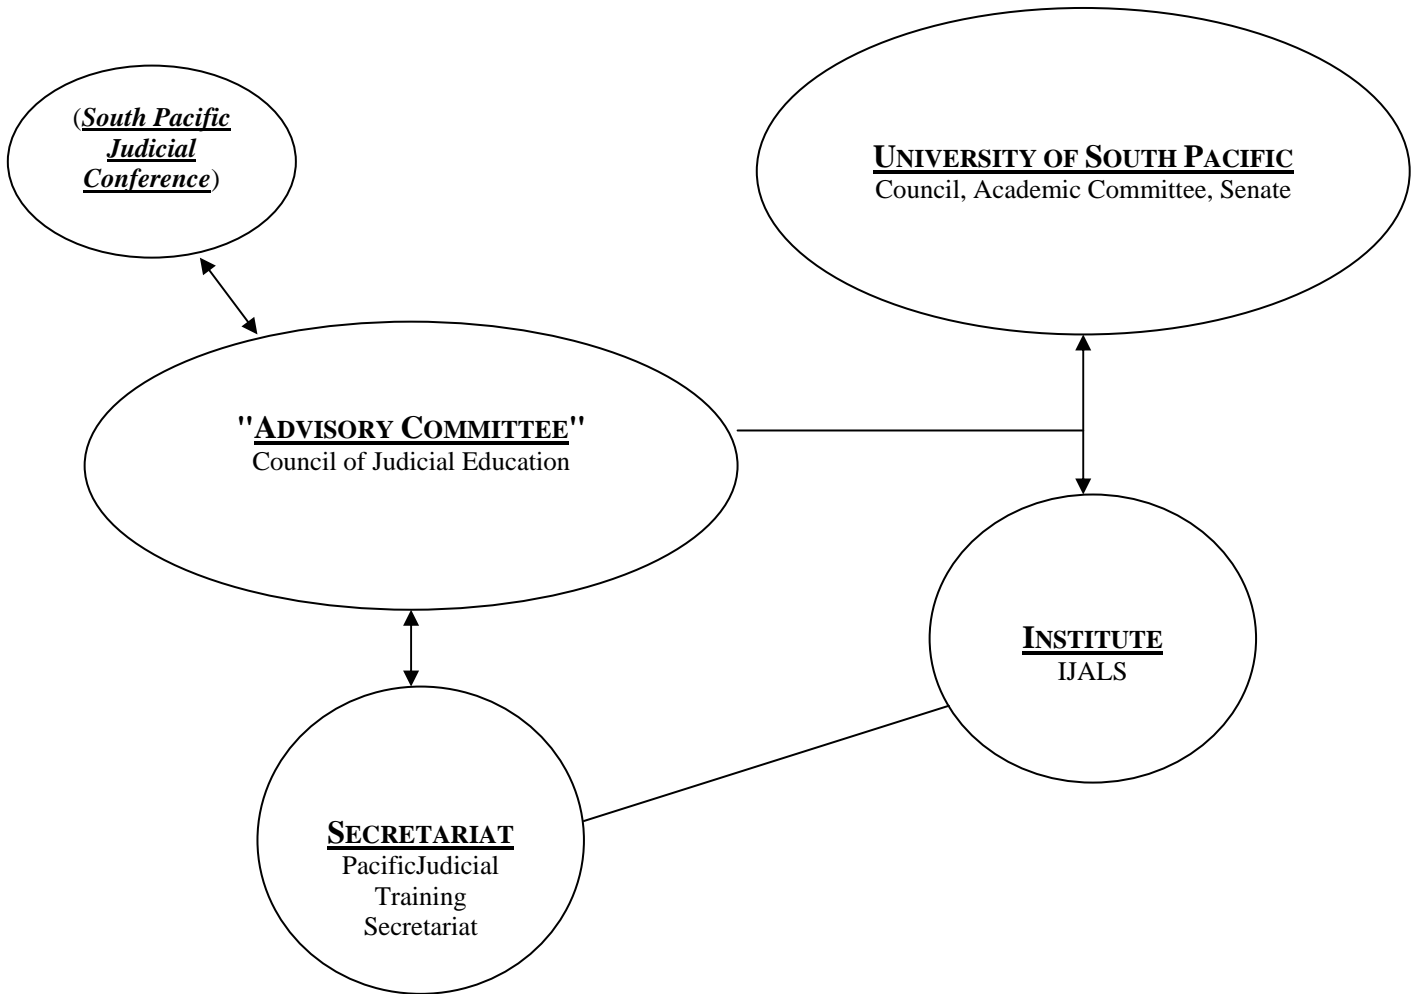 (South Pacific
Judicial
Conference)
UNIVERSITY OF SOUTH PACIFIC
Council, Academic Committee, Senate
"ADVISORY COMMITTEE"
Council of Judicial Education
INSTITUTE
IJALS
SECRETARIAT
PacificJudicial
Training
Secretariat